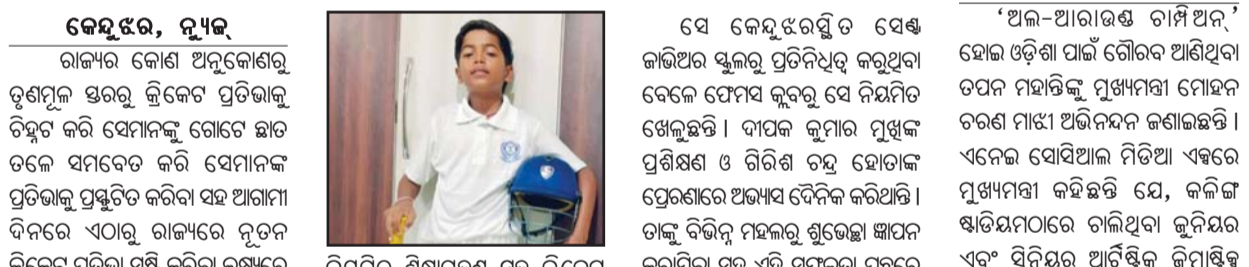 କେନ୍ଦୁଝର, ନ୍ୟୁଜ୍
ରାଜ୍ୟର କୋଣ ଅନୁକୋଣରୁ
ତୃଣମୂଳ ସ୍ତରରୁ କ୍ରିକେଟ ପ୍ରତିଭାକୁ
ଚିହ୍ନଟ କରି ସେମାନଙ୍କୁ ଗୋଟେ ଛାତ
ତଳେ ସମବେତ କରି ସେମାନଙ୍କ
ପ୍ରତିଭାକୁ ପ୍ରସ୍ଫୁଟିତ କରିବା ସହ ଆଗାମୀ
ଦିନରେ ଏଠାରୁ ରାଜ୍ୟରେ ନୂତନ
ସେ କେନ୍ଦୁଝରସ୍ଥିତ ସେଣ୍ଟ
ଜାଭିଅର ସ୍କୁଲରୁ ପ୍ରତିନିଧିତ୍ୱ କରୁଥିବା
ବେଳେ ଫେମସ କ୍ଲବରୁ ସେ ନିୟମିତ
ଖେଳୁଛନ୍ତି। ଦୀପକ କୁମାର ମୁଖିଙ୍କ
ପ୍ରଶିକ୍ଷଣ ଓ ଗିରିଶ ଚନ୍ଦ୍ର ହୋତାଙ୍କ
ପ୍ରେରଣାରେ ଅଭ୍ୟାସ ଦୈନିକ କରିଥାନ୍ତି।
ତାଙ୍କୁ ବିଭିନ୍ନ ମହଲରୁ ଶୁଭେଚ୍ଛା ଜ୍ଞାପନ
‘ଅଲ-ଆରାଉଣ୍ଡ ଚାମ୍ପିଅନ୍’
ହୋଇ ଓଡ଼ିଶା ପାଇଁ ଗୌରବ ଆଣିଥିବା
ତପନ ମହାନ୍ତିଙ୍କୁ ମୁଖ୍ୟମନ୍ତ୍ରୀ ମୋହନ
ଚରଣ ମାଝୀ ଅଭିନନ୍ଦନ ଜଣାଇଛନ୍ତି।
ଏନେଇ ସୋସିଆଲ ମିଡିଆ ଏକ୍ସରେ
ମୁଖ୍ୟମନ୍ତ୍ରୀ କହିଛନ୍ତି ଯେ, କଳିଙ୍ଗ
ଷ୍ଟାଡିୟମଠାରେ ଚାଲିଥିବା ଜୁନିୟର
ଏବଂ ସିନିୟର ଆର୍ଟିଷ୍ଟିକ ଜିମ୍ନାଷ୍ଟିକ୍ସ